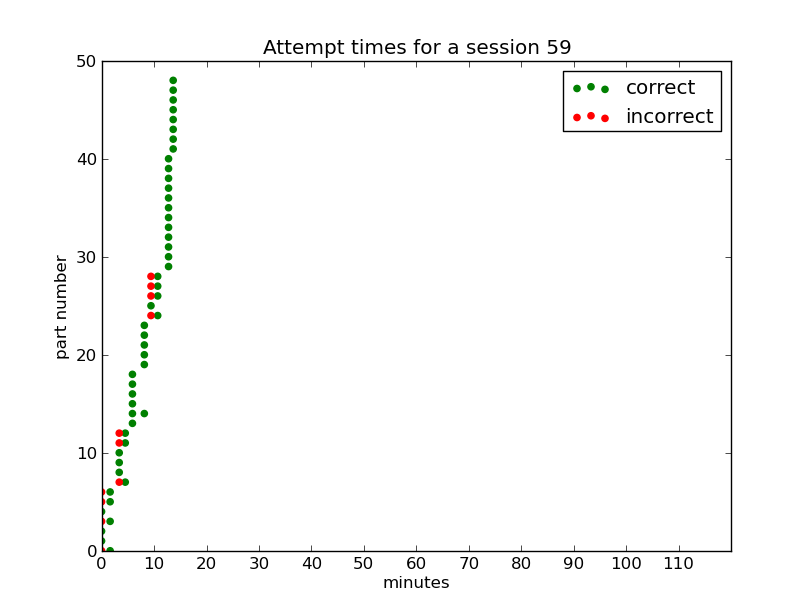 Attempt times for a session 59
correct
incorrect
50
40
30
20
10
0
part number
0 10 20 30 40 50 60 70 80 90 100 110
minutes